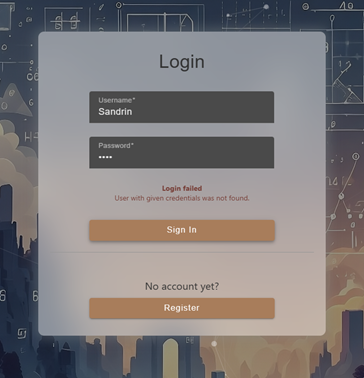 Login
Username*
Sandrin
Password*
••••
Login failed
User with given credentials was not found.
Sign In
No account yet?
Register